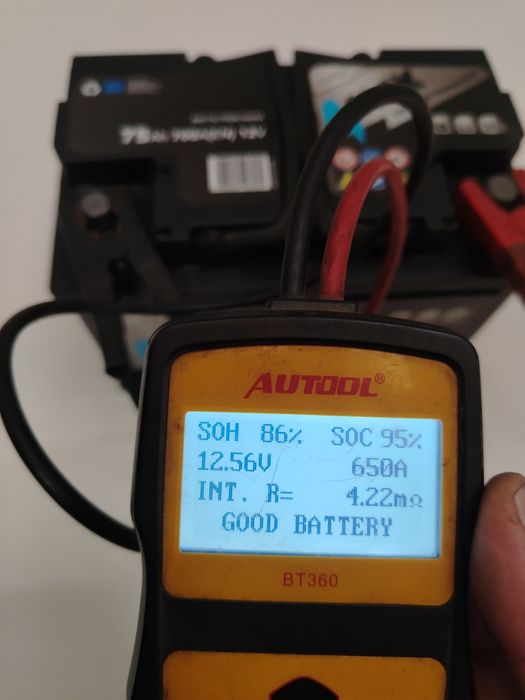 AUTOOL®
SOH 86% SOC 95%
12.56V 650A
INT. R= 4.22mΩ
GOOD BATTERY
BT360